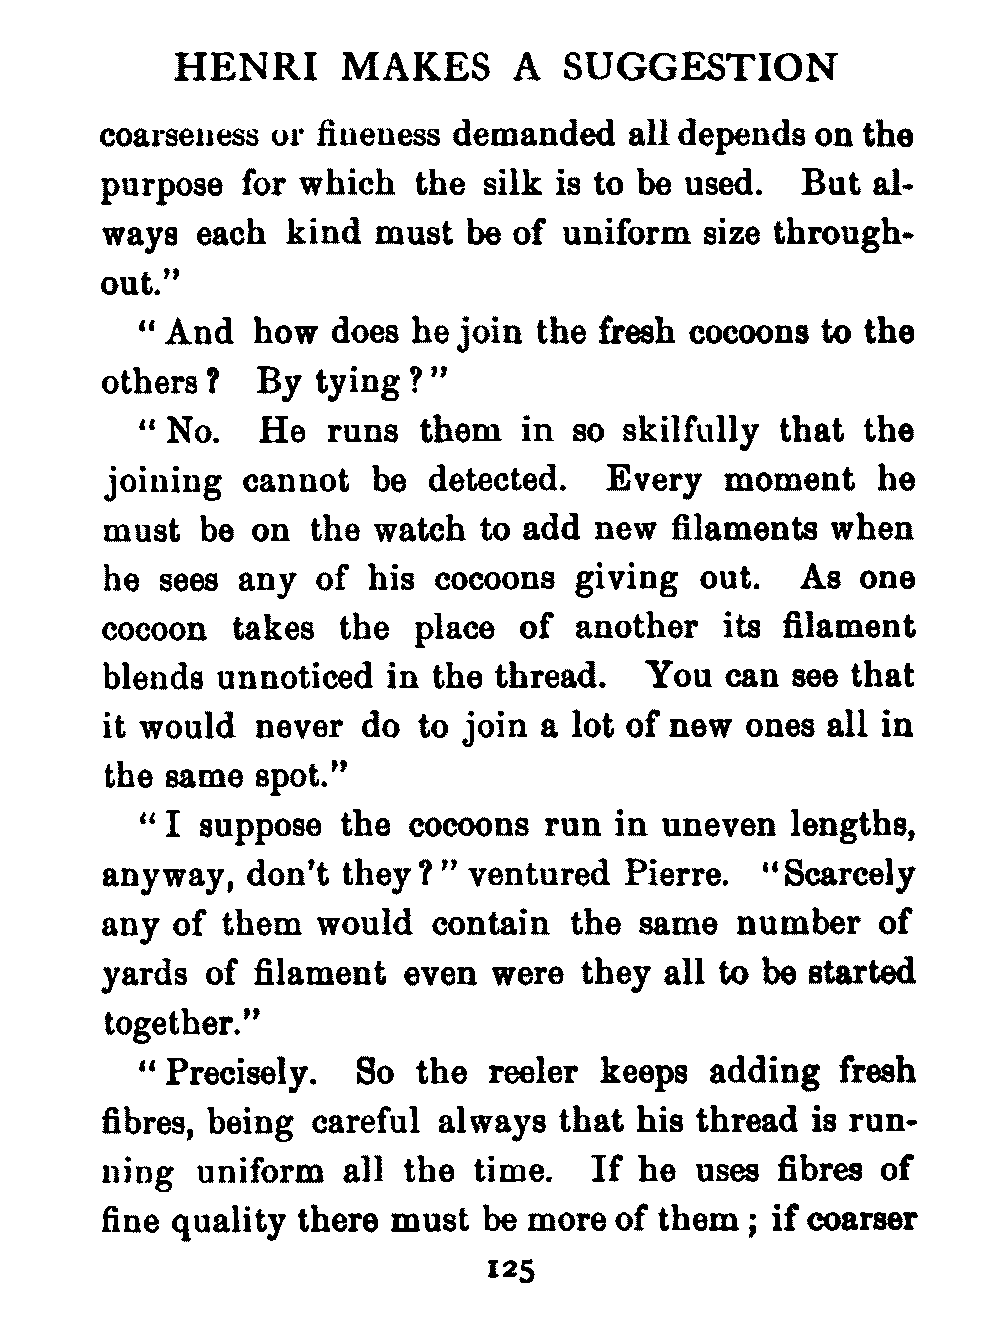 HENRI MAKES A SUGGESTION
coarseness or fineness demanded all depends on the
purpose for which the silk is to be used. But al-
ways each kind must be of uniform size through-
out."
"And how does he join the fresh cocoons to the
others? By tying?"
"No. He runs them in so skilfully that the
joining cannot be detected. Every moment he
must be on the watch to add new filaments when
he sees any of his cocoons giving out. As one
cocoon takes the place of another its filament
blends unnoticed in the thread. You can see that
it would never do to join a lot of new ones all in
the same spot."
"I suppose the cocoons run in uneven lengths,
anyway, don't they?" ventured Pierre. "Scarcely
any of them would contain the same number of
yards of filament even were they all to be started
together."
"Precisely. So the reeler keeps adding fresh
fibres, being careful always that his thread is run-
ning uniform all the time. If he uses fibres of
fine quality there must be more of them; if coarser
125